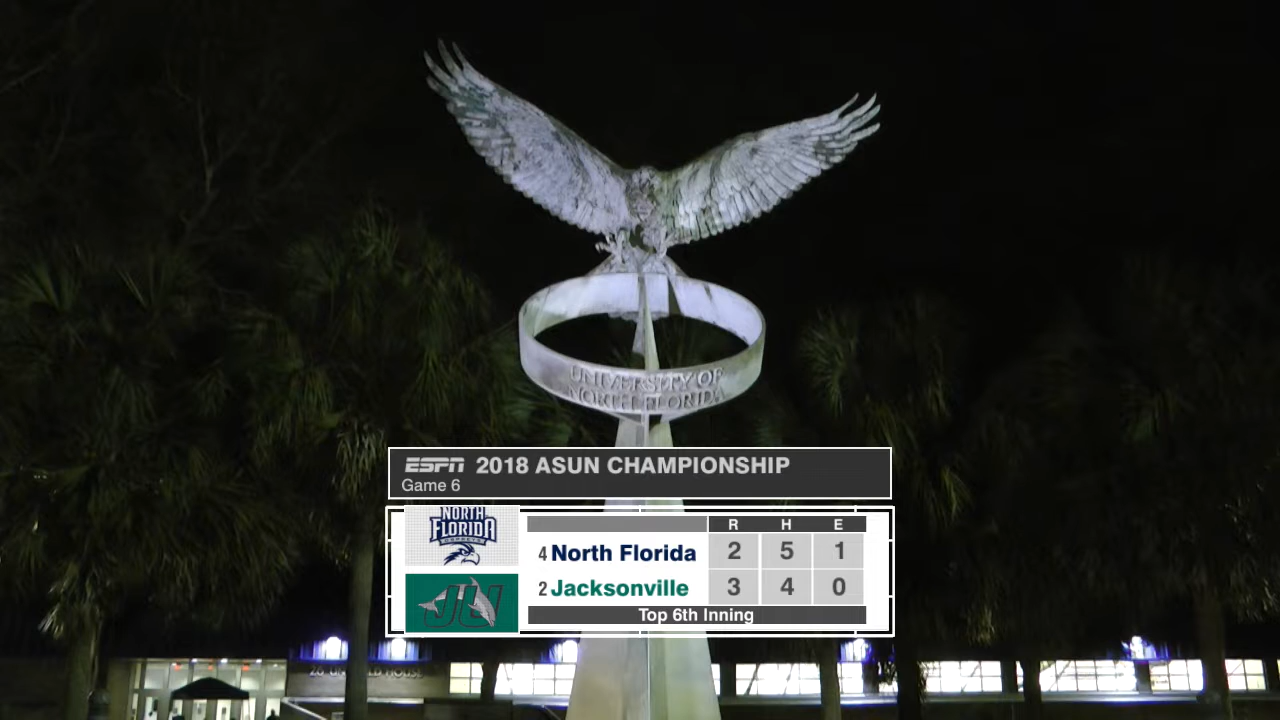 UNIVERSITY OF
NORTH FLORIDA
ESPN 2018 ASUN CHAMPIONSHIP
Game 6
NORTH
FLORIDA
R H E
4 North Florida 2 5 1
JU
2 Jacksonville 3 4 0
Top 6th Inning